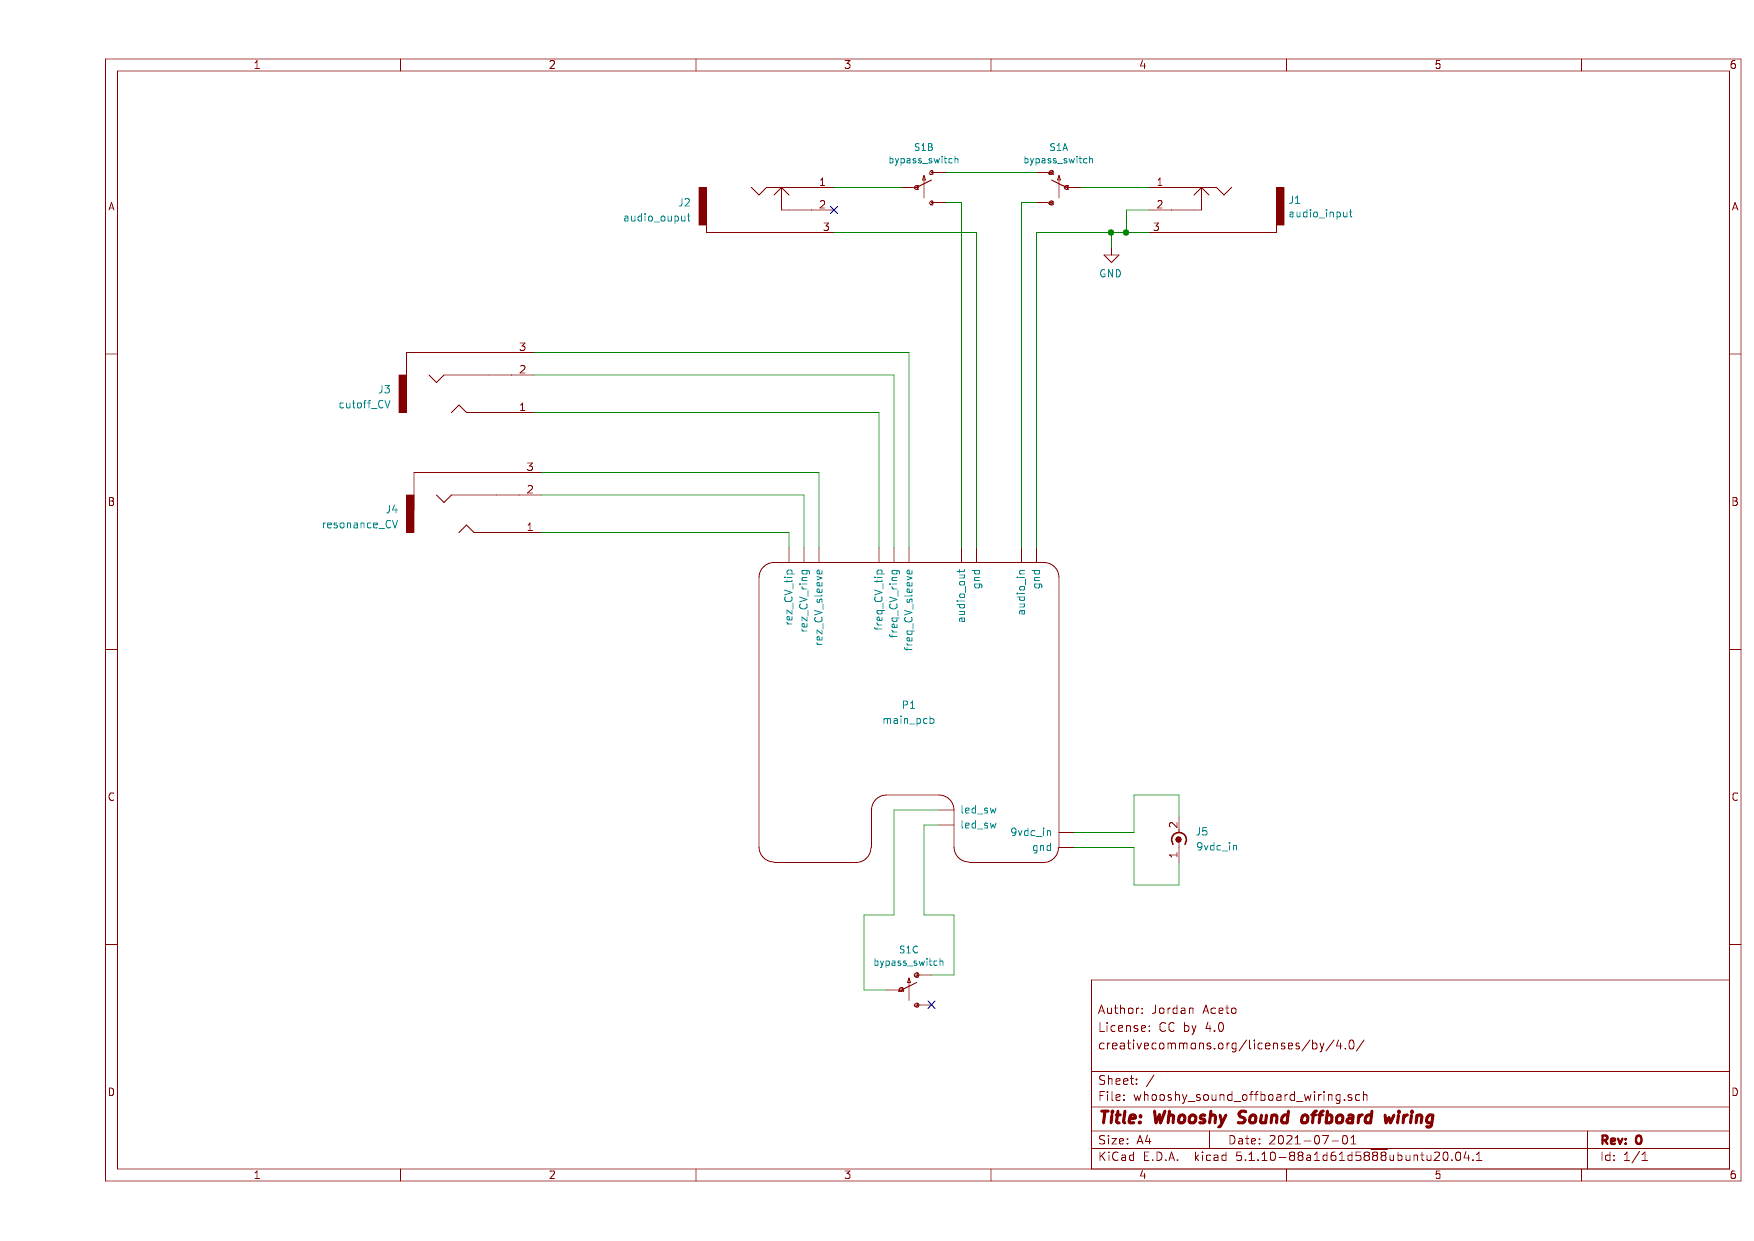 1 2 3 4 5 6
S1B S1A
bypass_switch bypass_switch
1 1
A J2 2 2 J1 A
audio_ouput audio_input
3 3
GND
3
2
J3
cutoff_CV
1
3
2
B B
J4
resonance_CV
1
rez_CV_tip
rez_CV_ring
rez_CV_sleeve
freq_CV_tip
freq_CV_ring
freq_CV_sleeve
audio_out
gnd
audio_in
gnd
P1
main_pcb
C C
led_sw
led_sw
9vdc_in
gnd
2
1
J5
9vdc_in
S1C
bypass_switch
Author: Jordan Aceto
License: CC by 4.0
creativecommons.org/licenses/by/4.0/
D D
Sheet: /
File: whooshy_sound_offboard_wiring.sch
Title: Whooshy Sound offboard wiring
Size: A4 Date: 2021-07-01 Rev: 0
KiCad E.D.A. kicad 5.1.10-88a1d61d5888ubuntu20.04.1 Id: 1/1
1 2 3 4 5 6